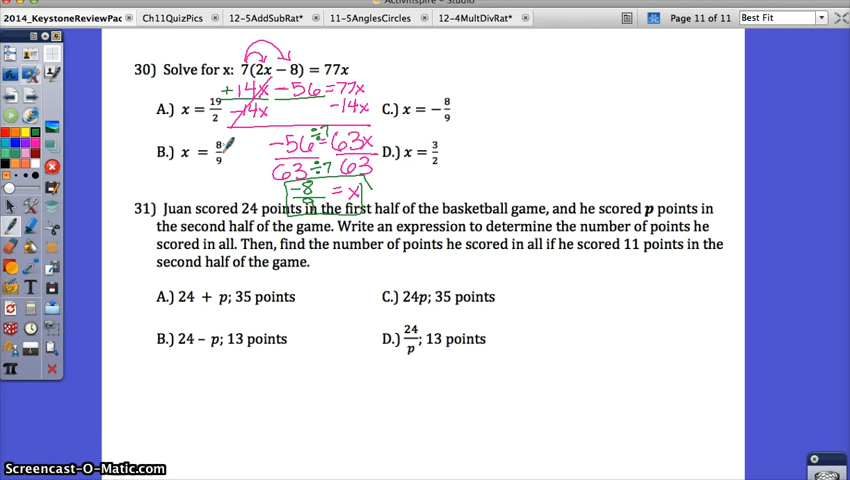 ActivInspire - Studio
2014_KeystoneReviewPac
Ch11QuizPics
12-5AddSubRat*
11-5AnglesCircles
12-4MultDivRat*
Page 11 of 11
Best Fit
30) Solve for x: 7(2x − 8) = 77x
+14x −56 = 77x
A.) x = 19/2
−14x −14x
C.) x = − 8/9
÷7
−56 = 63x
B.) x = 8/9
63 ÷7 63
D.) x = 3/2
−8/9 = x
31) Juan scored 24 points in the first half of the basketball game, and he scored p points in
the second half of the game. Write an expression to determine the number of points he
scored in all. Then, find the number of points he scored in all if he scored 11 points in the
second half of the game.
A.) 24 + p; 35 points
C.) 24p; 35 points
B.) 24 – p; 13 points
D.) 24/p; 13 points
Screencast-O-Matic.com